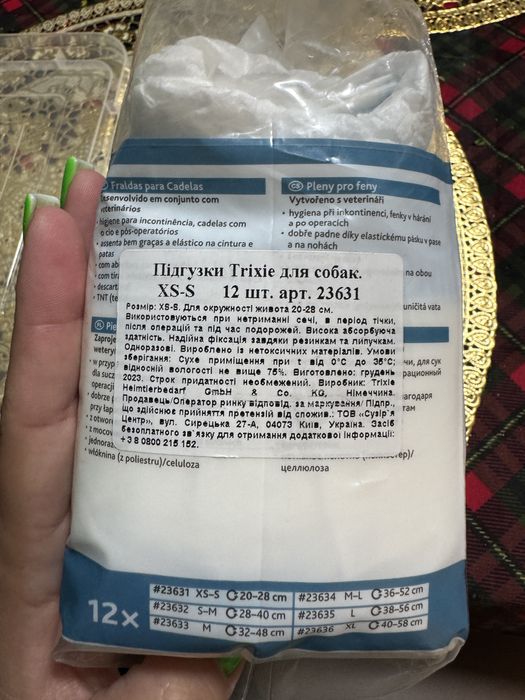 Fraldas para Cadelas
Desenvolvido em conjunto com
veterinários
higiene para incontinência, cadelas com
o cio e pós-operatórios
assenta bem graças a elástico na cintura e
patas
CS Pleny pro feny
Vytvořeno s veterináři
• hygiena při inkontinenci, fenky v hárání
a po operacích
• dobře padne díky elastickému pásku v pase
a na nohách
Підгузки Trixie для собак.
XS-S 12 шт. арт. 23631
Розмір: XS-S. Для окружності живота 20-28 см.
Використовуються при нетриманні сечі, в період тічки,
після операцій та під час подорожей. Висока абсорбуюча
здатність. Надійна фіксація завдяки резинкам та липучкам.
Одноразові. Вироблено із нетоксичних матеріалів. Умови
зберігання: Сухе приміщення при t від 0°C до 35°C;
відносній вологості не вище 75%. Виготовлено: грудень
2023. Строк придатності необмежений. Виробник: Trixie
Heimtierbedarf GmbH & Co. KG, Німеччина.
Продавець/Оператор ринку відповід. за маркування/ Підпр.,
що здійснює прийняття претензій від спожив.: ТОВ «Сузір'я
Центр», вул. Сирецька 27-А, 04073 Київ, Україна. Засіб
безоплатного зв'язку для отримання додаткової інформації:
+38 0800 215 152.
włóknina (z poliestru)/celuloza
целлюлоза
12x
#23631 XS–S 20–28 cm
#23632 S–M 28–40 cm
#23633 M 32–48 cm
#23634 M–L 36–52 cm
#23635 L 38–56 cm
#23636 XL 40–58 cm